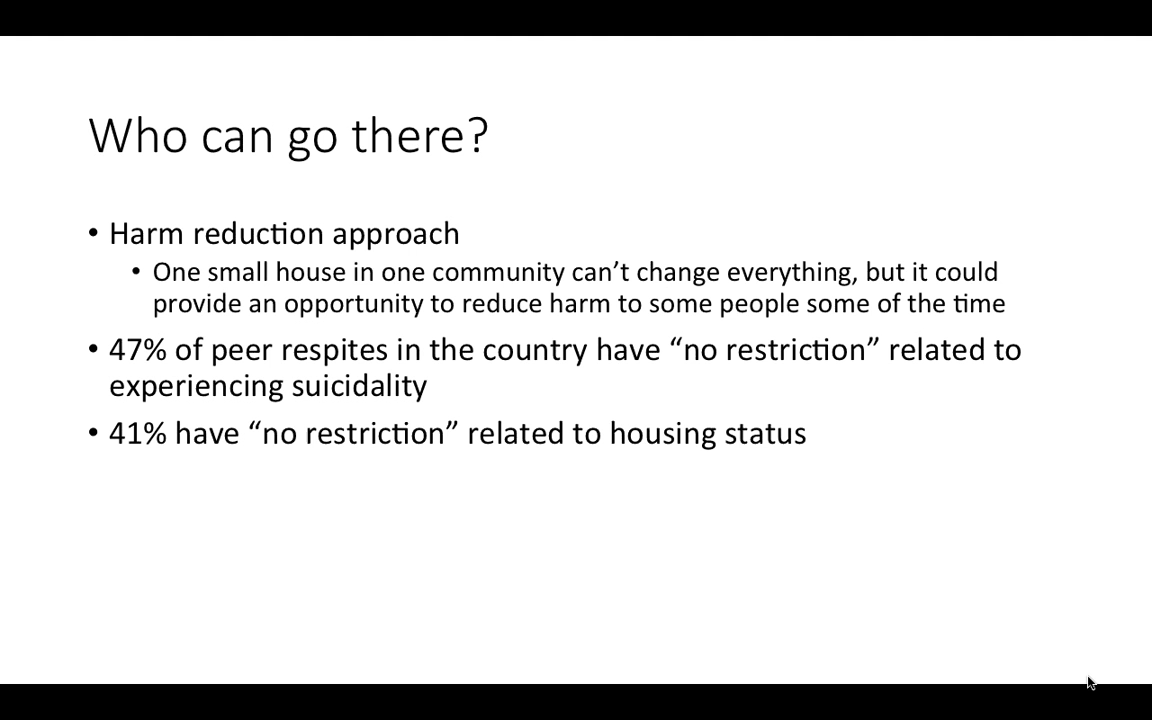 Who can go there?
• Harm reduction approach
• One small house in one community can’t change everything, but it could
provide an opportunity to reduce harm to some people some of the time
• 47% of peer respites in the country have “no restriction” related to
experiencing suicidality
• 41% have “no restriction” related to housing status